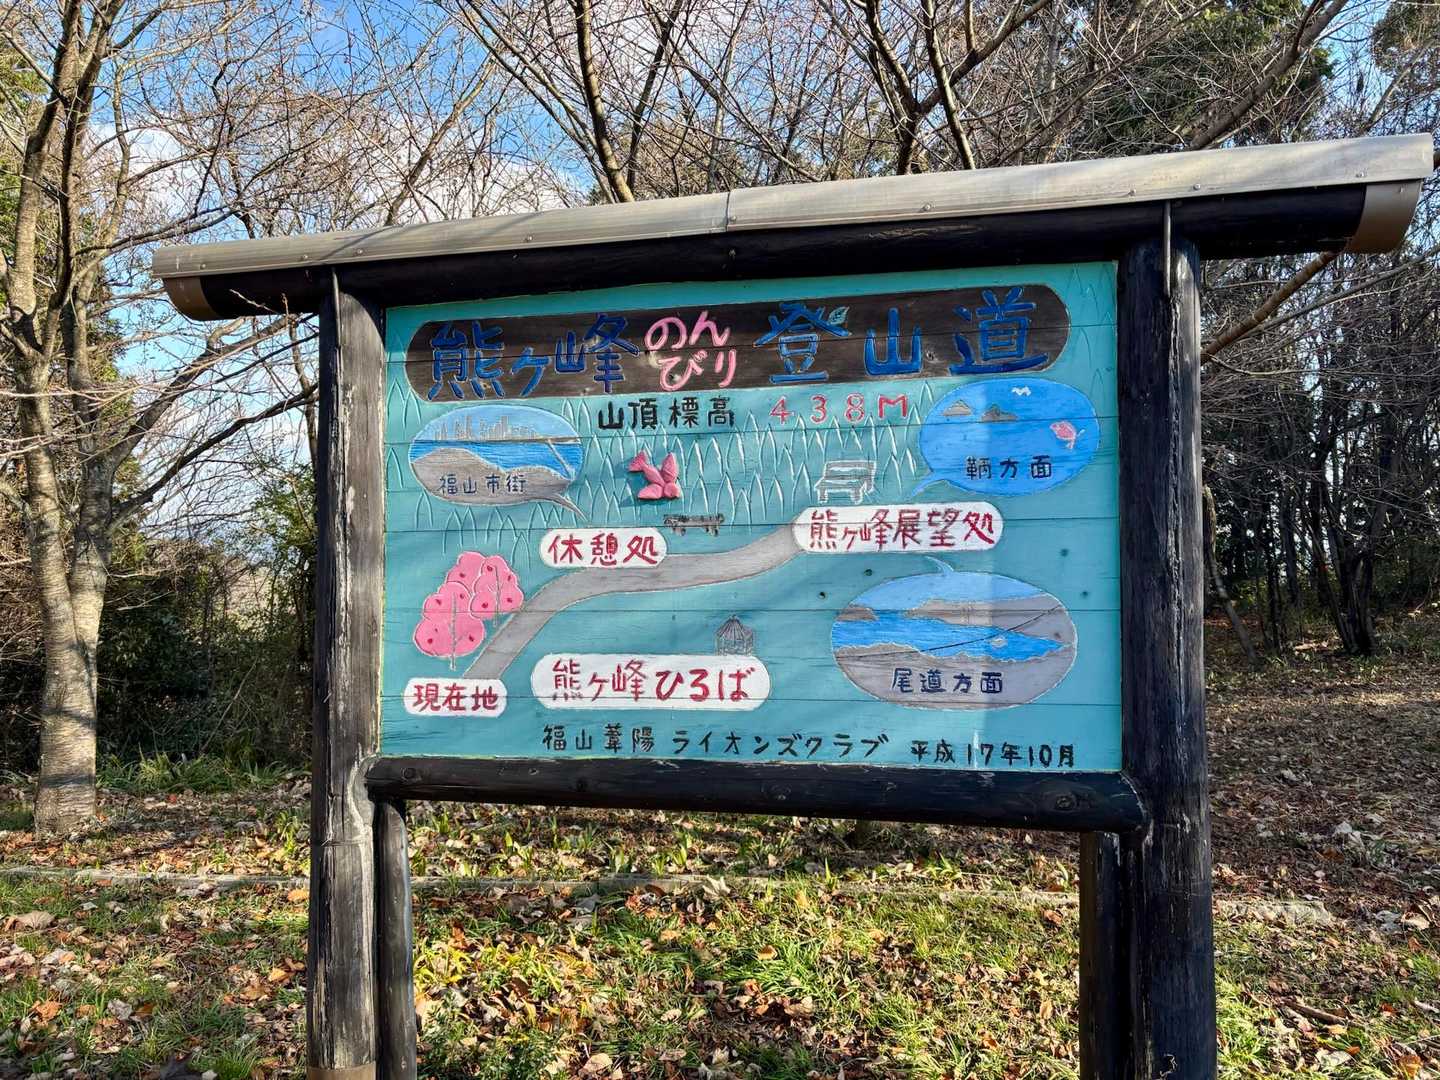 熊ヶ峰のんびり登山道
山頂標高 438M
福山市街
鞆方面
休憩処
熊ヶ峰展望処
尾道方面
熊ヶ峰ひろば
現在地
福山葦陽ライオンズクラブ 平成17年10月